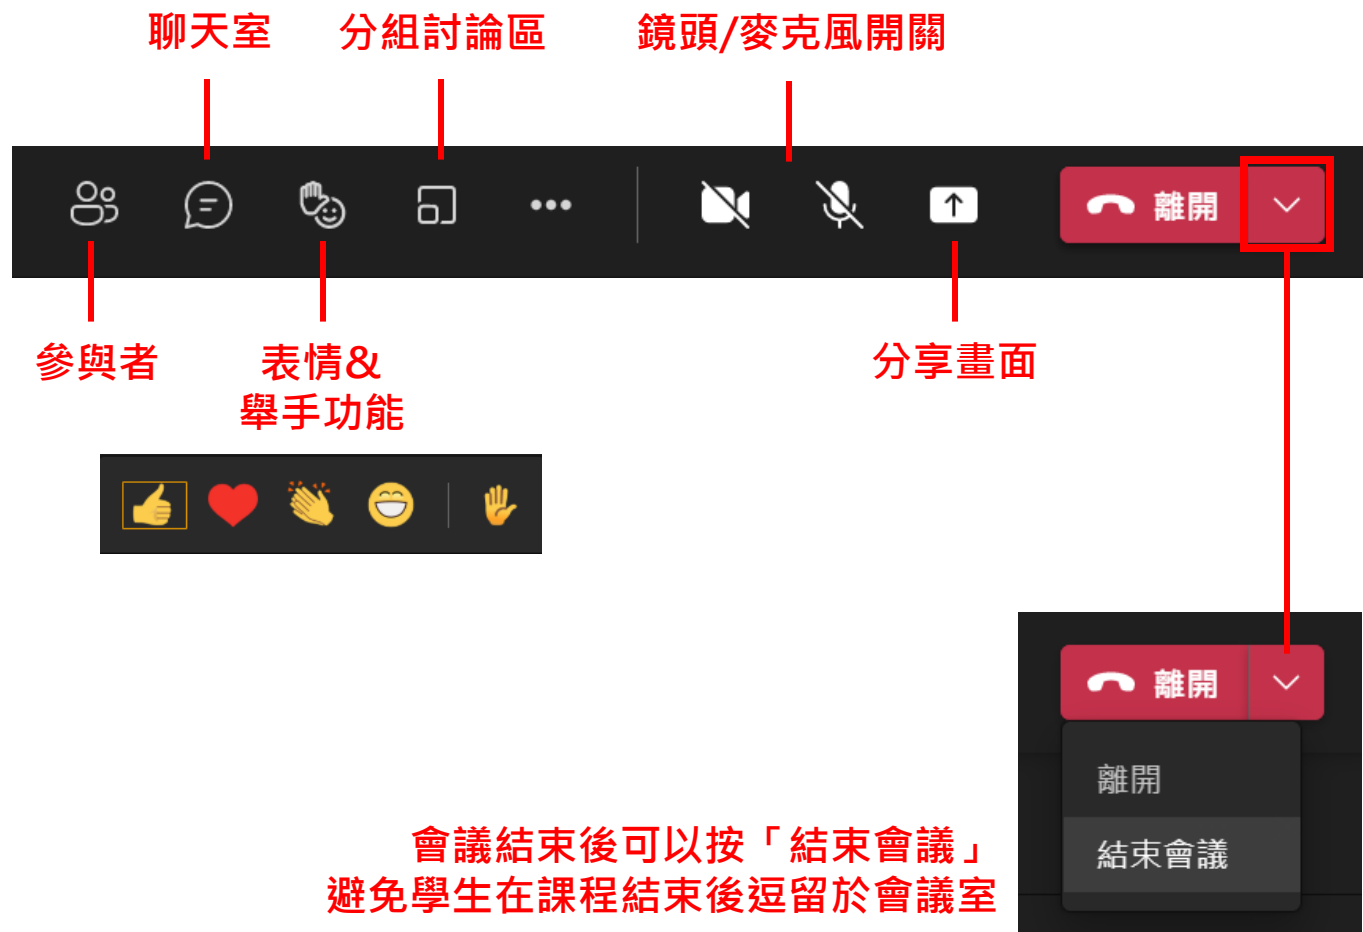 聊天室
分組討論區
鏡頭/麥克風開關
離開
參與者
表情&
舉手功能
分享畫面
離開
離開
結束會議
會議結束後可以按「結束會議」
避免學生在課程結束後逗留於會議室